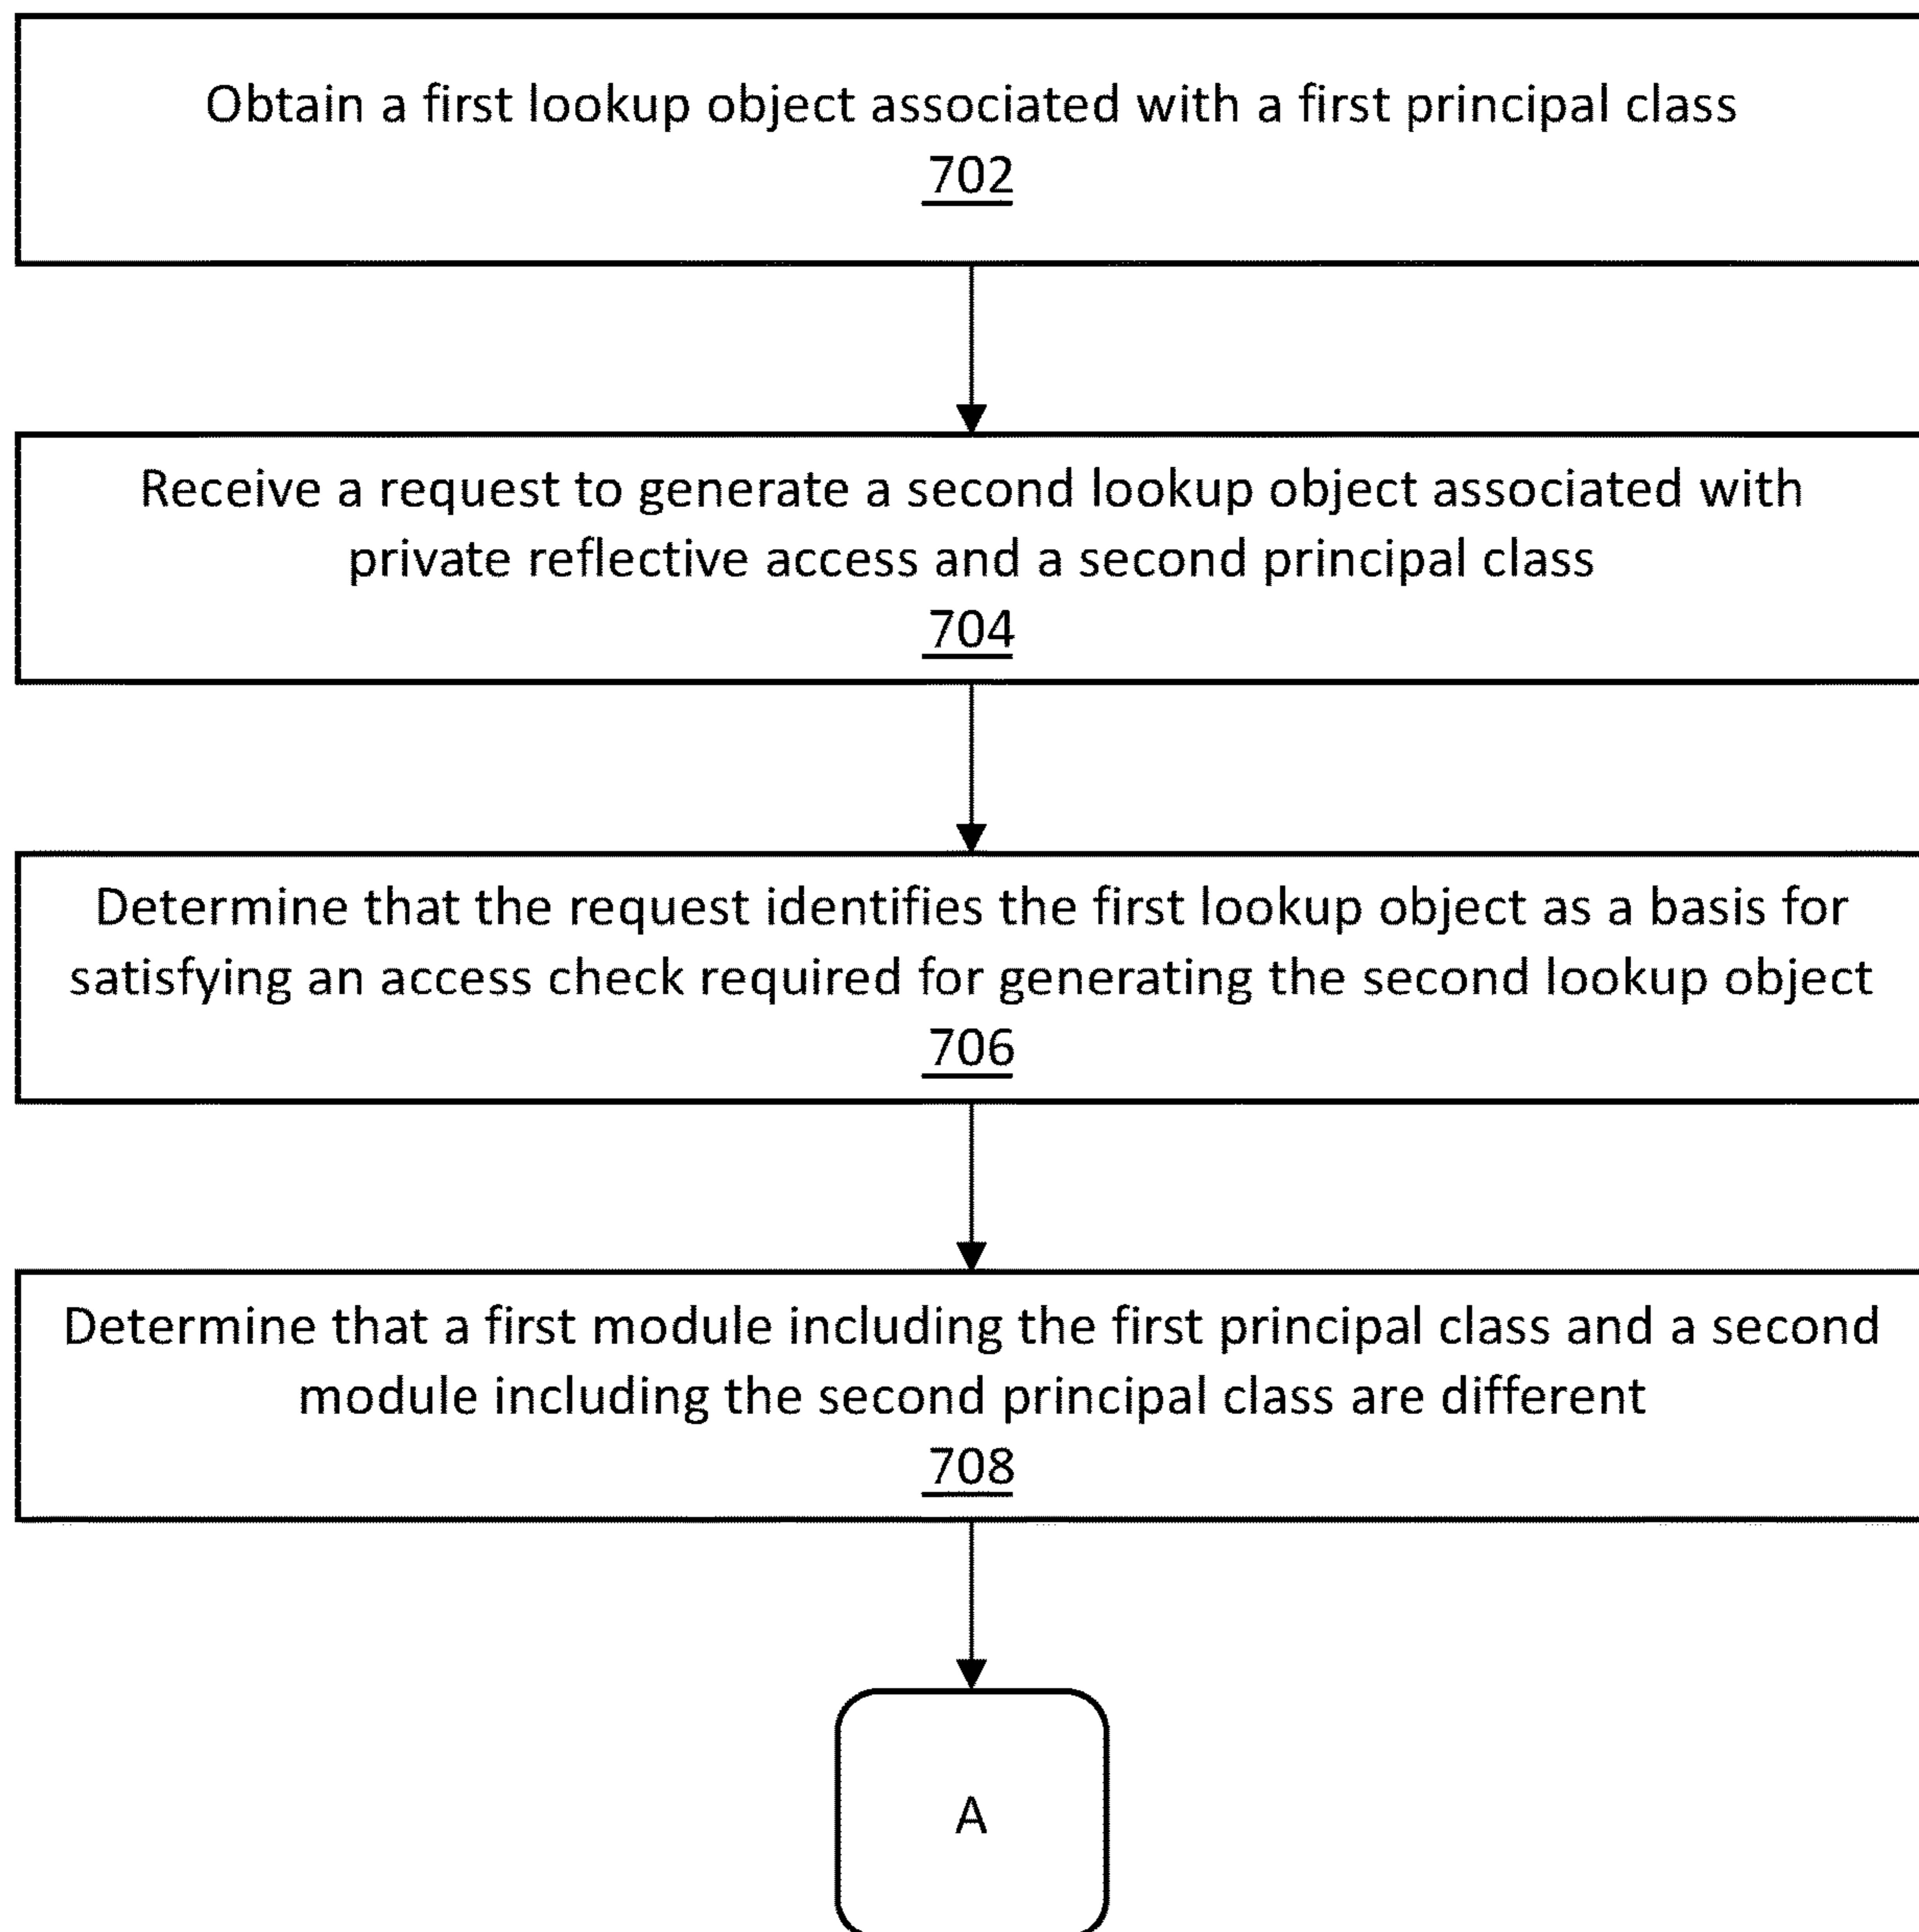 Obtain a first lookup object associated with a first principal class
702
Receive a request to generate a second lookup object associated with
private reflective access and a second principal class
704
Determine that the request identifies the first lookup object as a basis for
satisfying an access check required for generating the second lookup object
706
Determine that a first module including the first principal class and a second
module including the second principal class are different
708
A